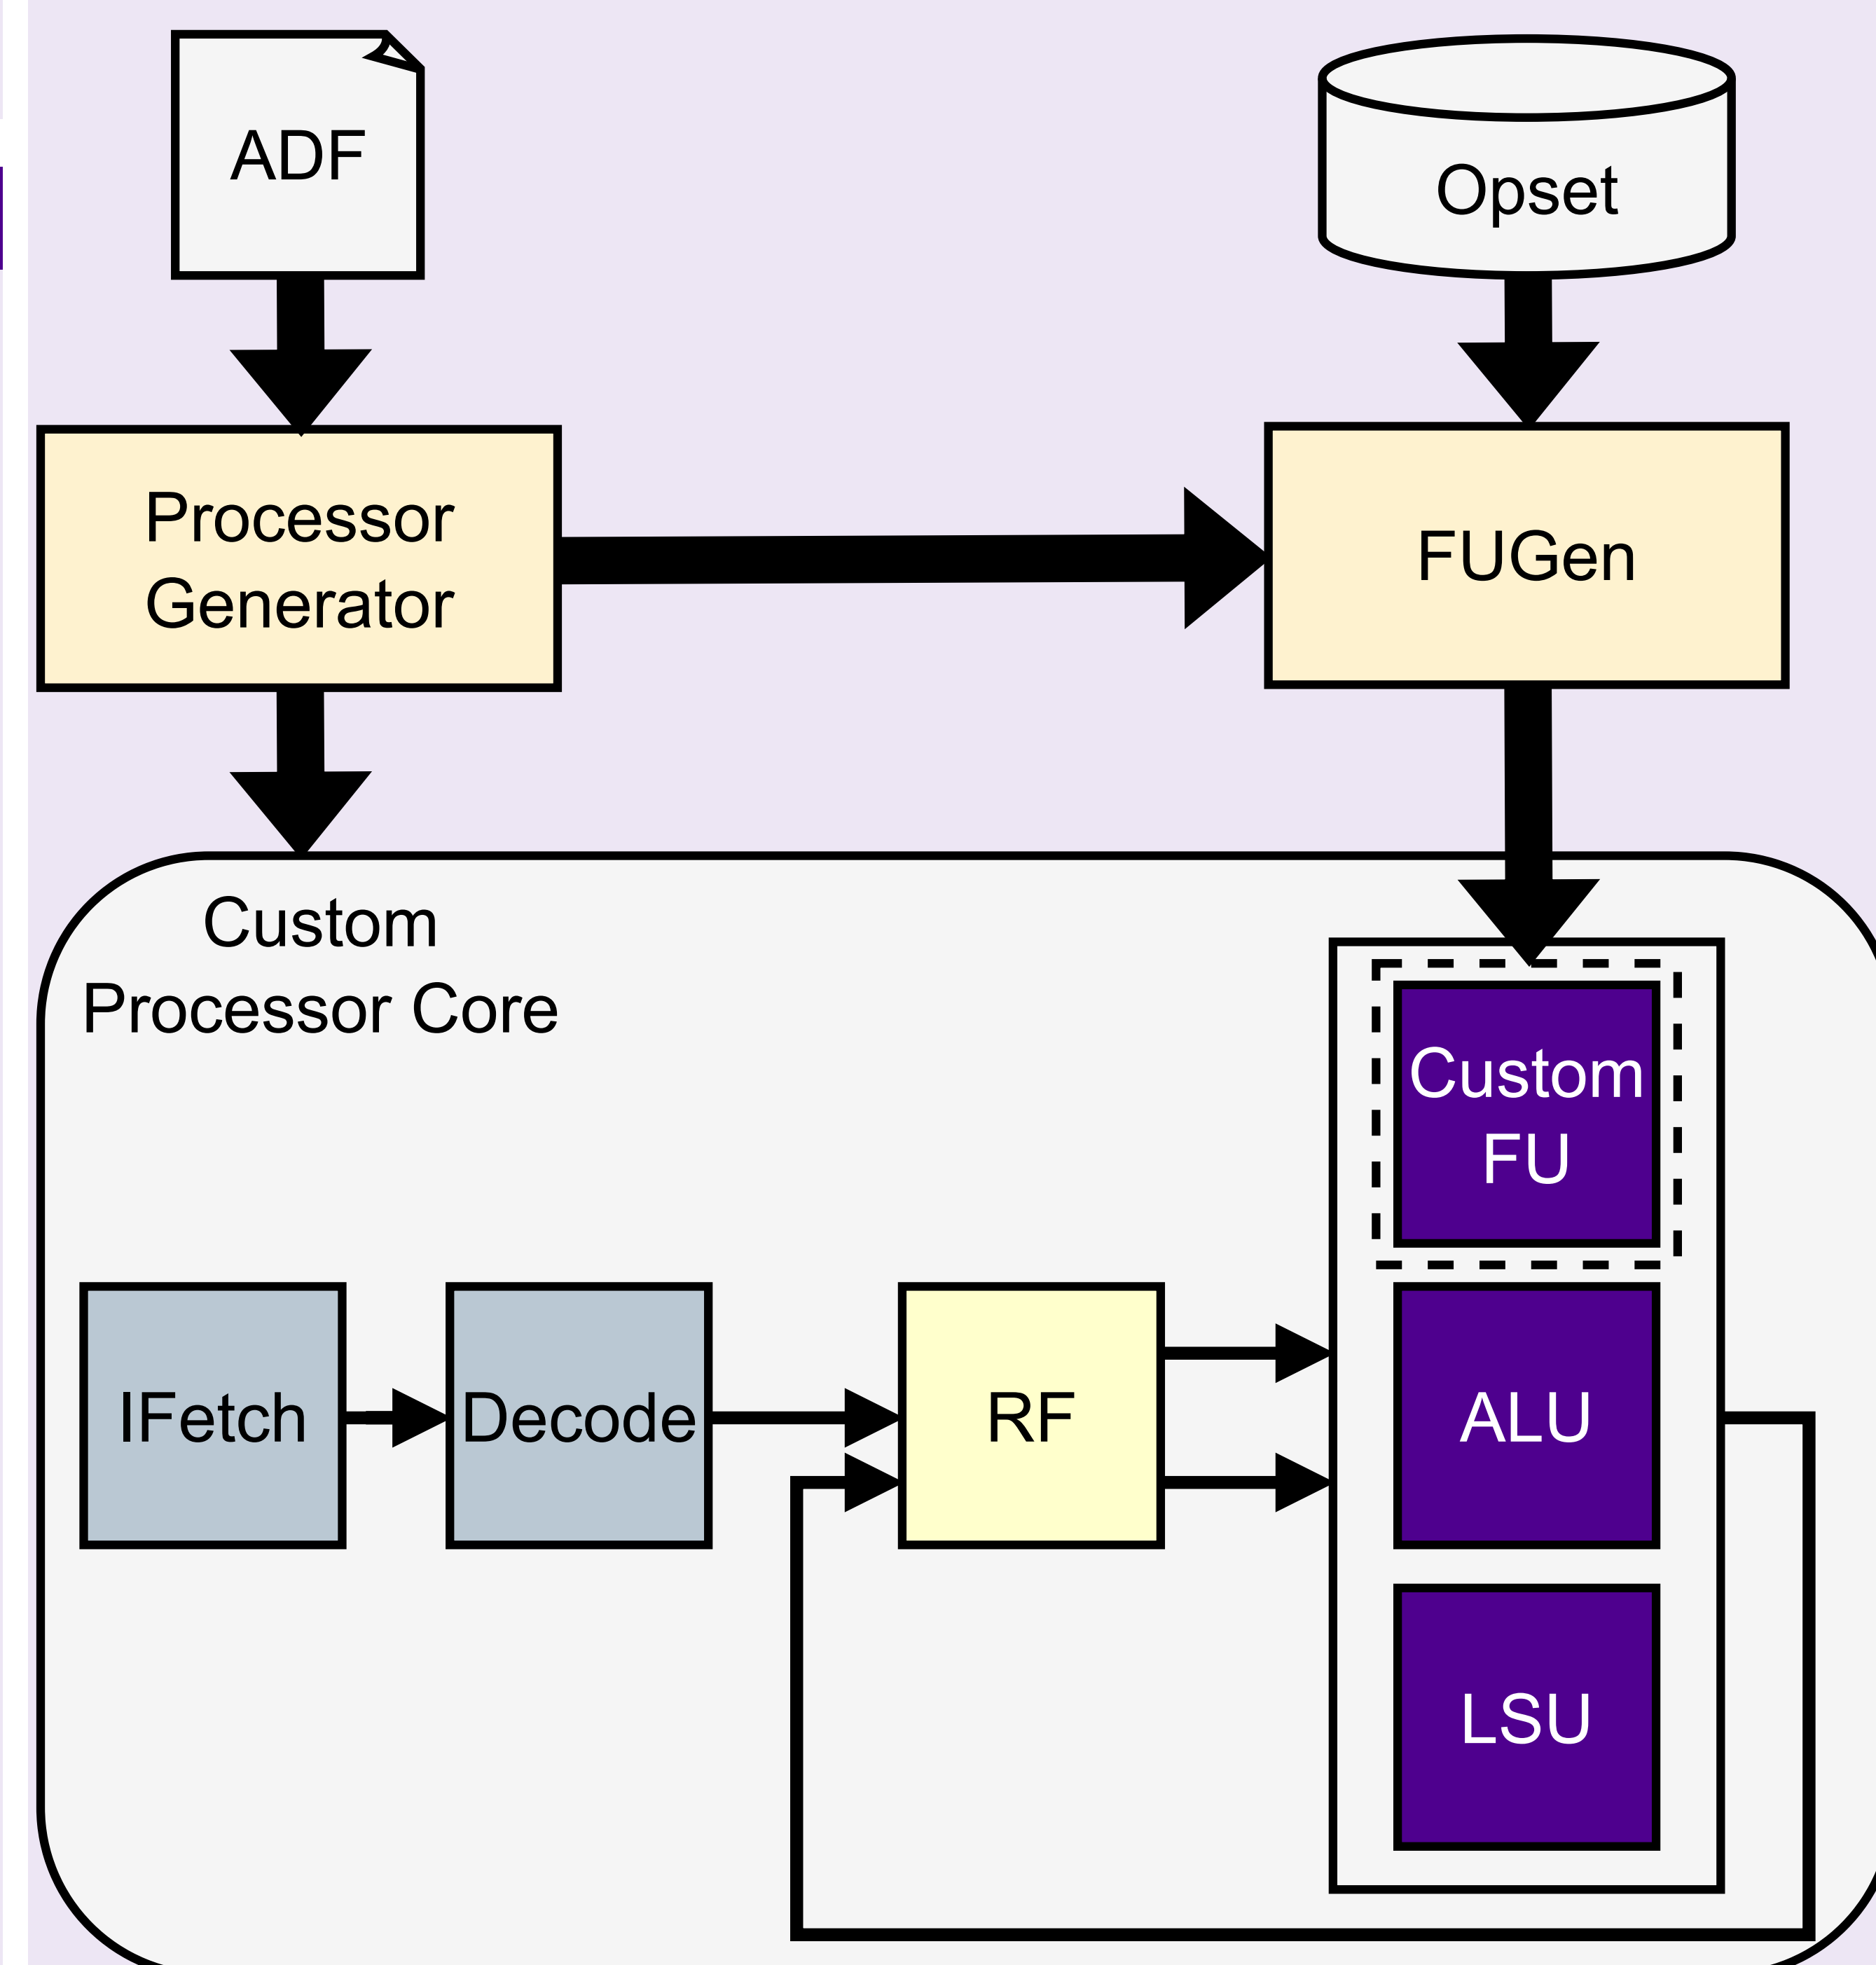 ADF
Opset
Processor
Generator
FUGen
Custom
Processor Core
Custom
FU
IFetch
Decode
RF
ALU
LSU